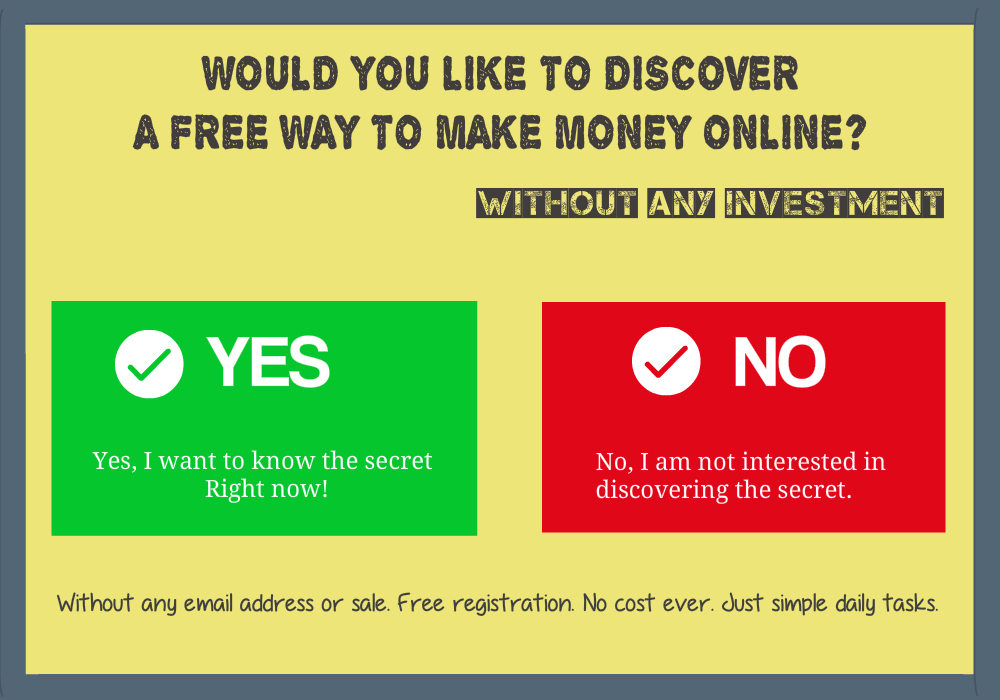 WOULD YOU LIKE TO DISCOVER
A FREE WAY TO MAKE MONEY ONLINE?
WITHOUT ANY INVESTMENT
YES
Yes, I want to know the secret
Right now!
NO
No, I am not interested in
discovering the secret.
Without any email address or sale. Free registration. No cost ever. Just simple daily tasks.